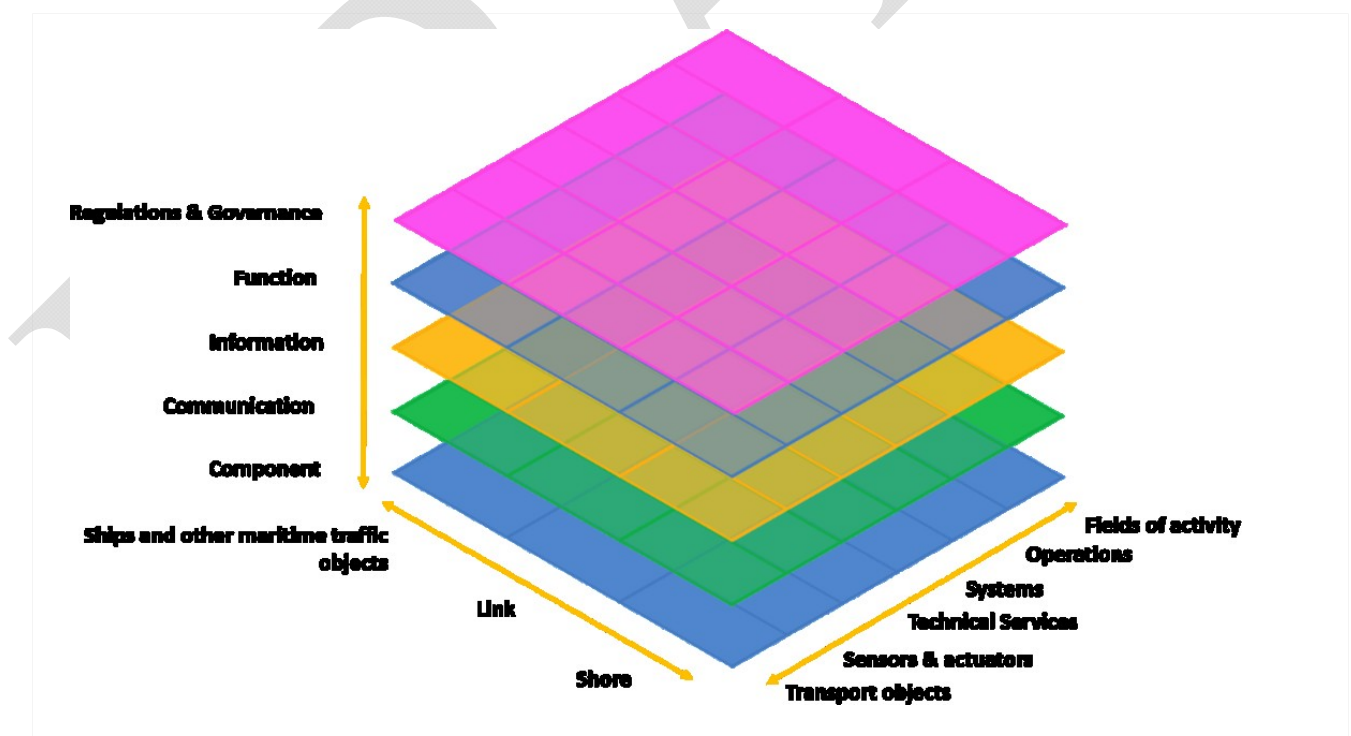 Regulations & Governance
Function
Information
Communication
Component
Ships and other maritime traffic
objects
Link
Shore
Fields of activity
Operations
Systems
Technical Services
Sensors & actuators
Transport objects